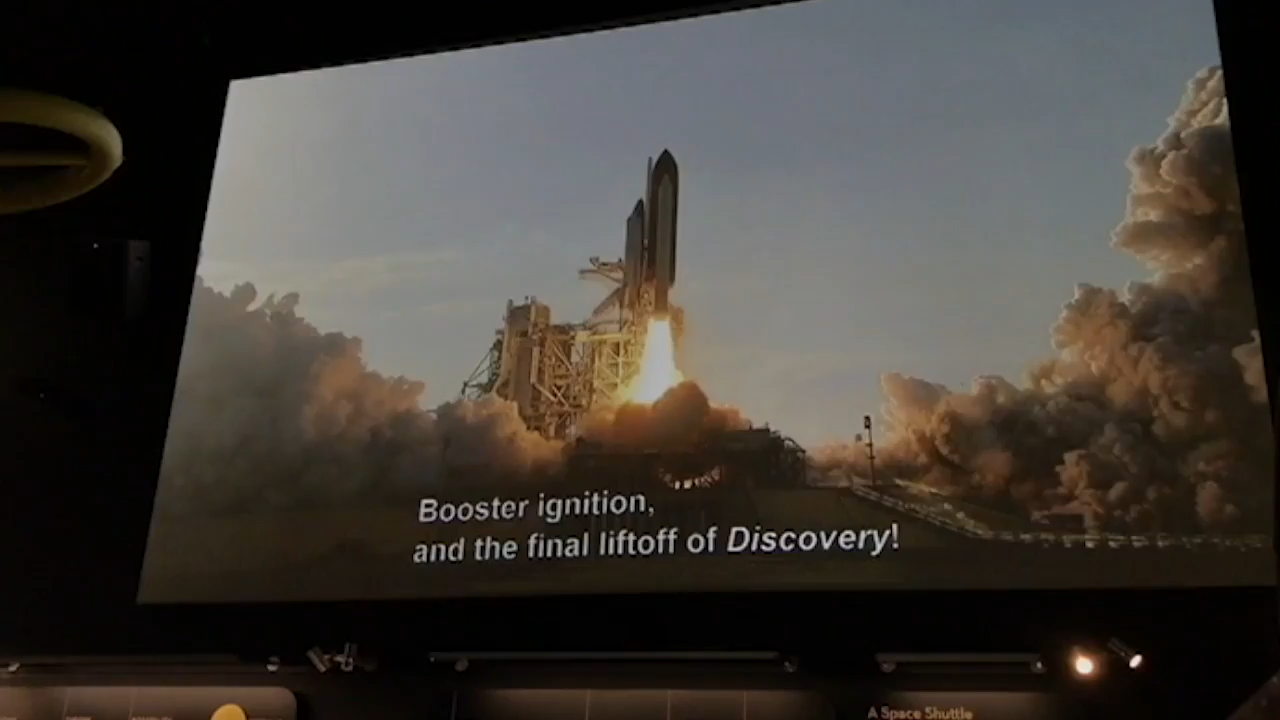 Booster ignition,
and the final liftoff of Discovery!
A Space Shuttle